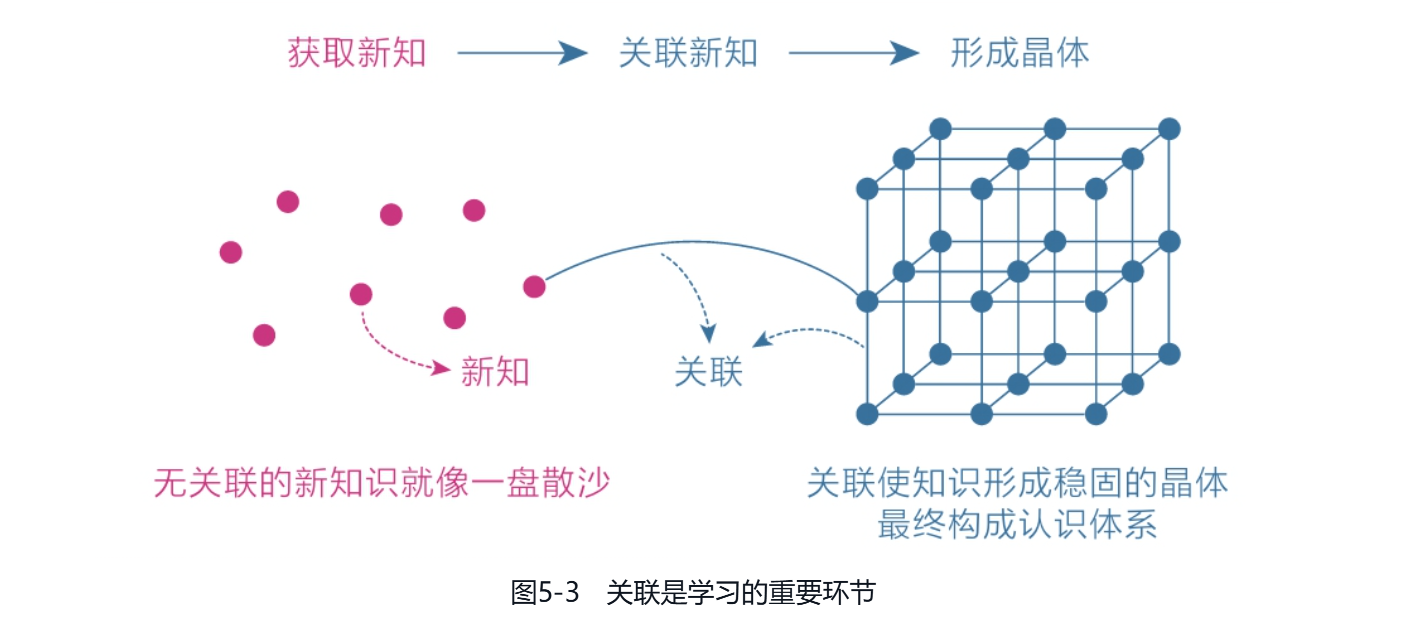 获取新知 关联新知 形成晶体
新知
关联
无关联的新知识就像一盘散沙
关联使知识形成稳固的晶体
最终构成认识体系
图5-3 关联是学习的重要环节